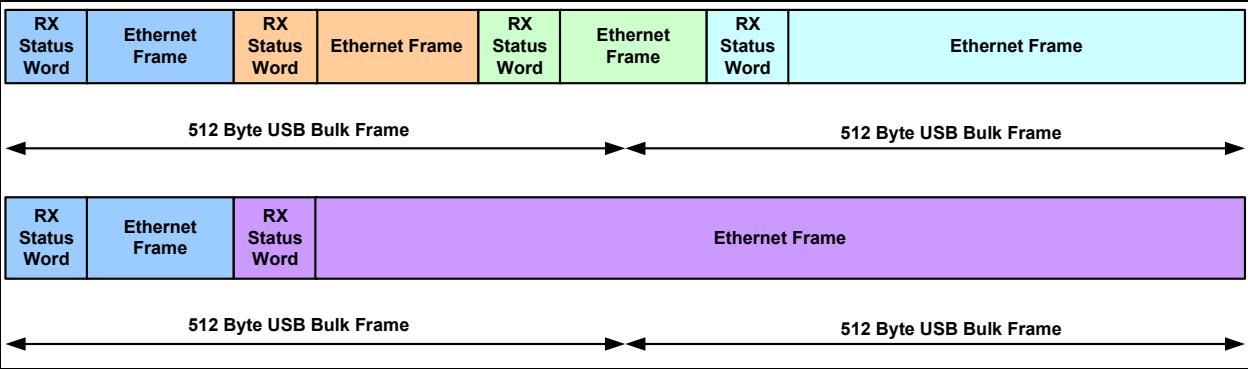 RX
Status
Word
Ethernet
Frame
RX
Status
Word
Ethernet Frame
RX
Status
Word
Ethernet
Frame
RX
Status
Word
Ethernet Frame
512 Byte USB Bulk Frame
512 Byte USB Bulk Frame
RX
Status
Word
Ethernet
Frame
RX
Status
Word
Ethernet Frame
512 Byte USB Bulk Frame
512 Byte USB Bulk Frame